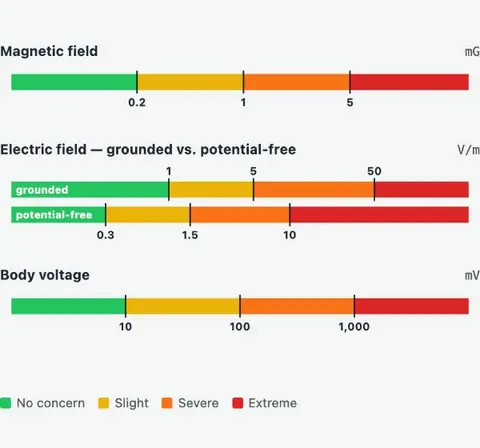 Magnetic field mG
0.2 1 5
Electric field — grounded vs. potential-free V/m
1 5 50
grounded
potential-free
0.3 1.5 10
Body voltage mV
10 100 1,000
No concern Slight Severe Extreme